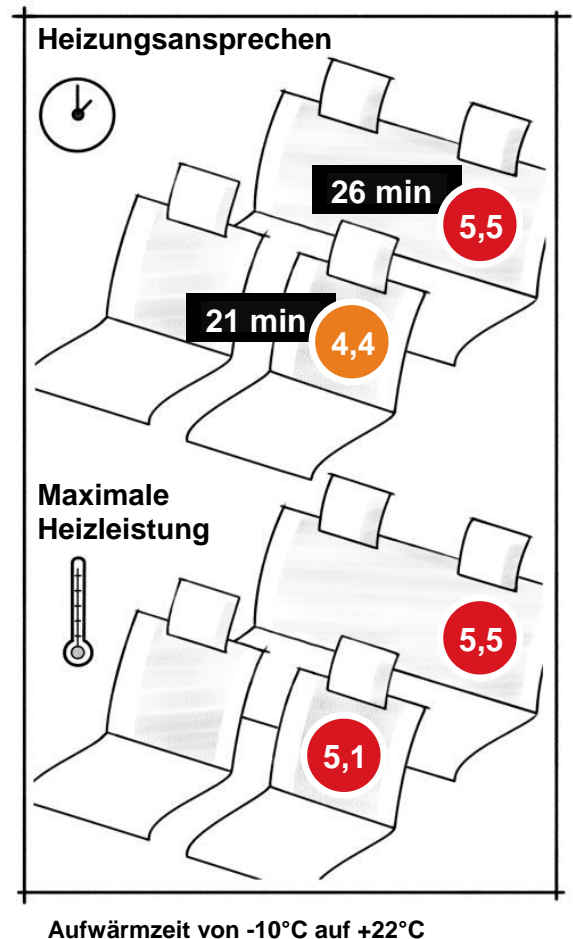 Heizungsansprechen
26 min
5,5
21 min
4,4
Maximale
Heizleistung
5,5
5,1
Aufwärmzeit von -10°C auf +22°C